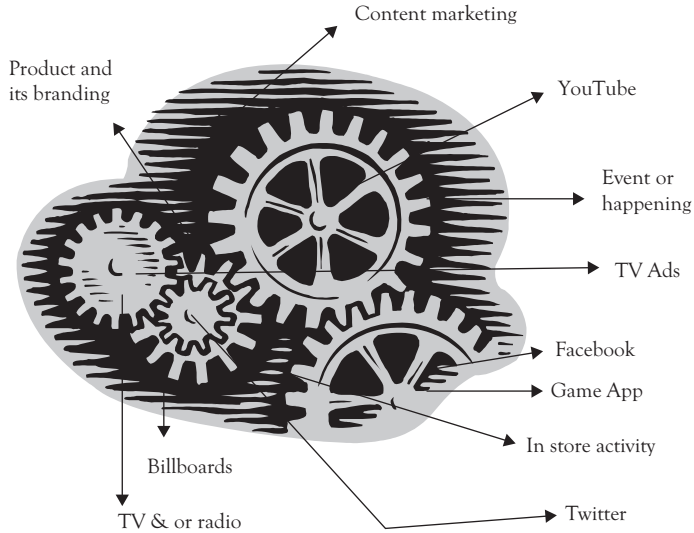 Content marketing
Product and
its branding
YouTube
Event or
happening
TV Ads
Facebook
Game App
In store activity
Billboards
Twitter
TV & or radio